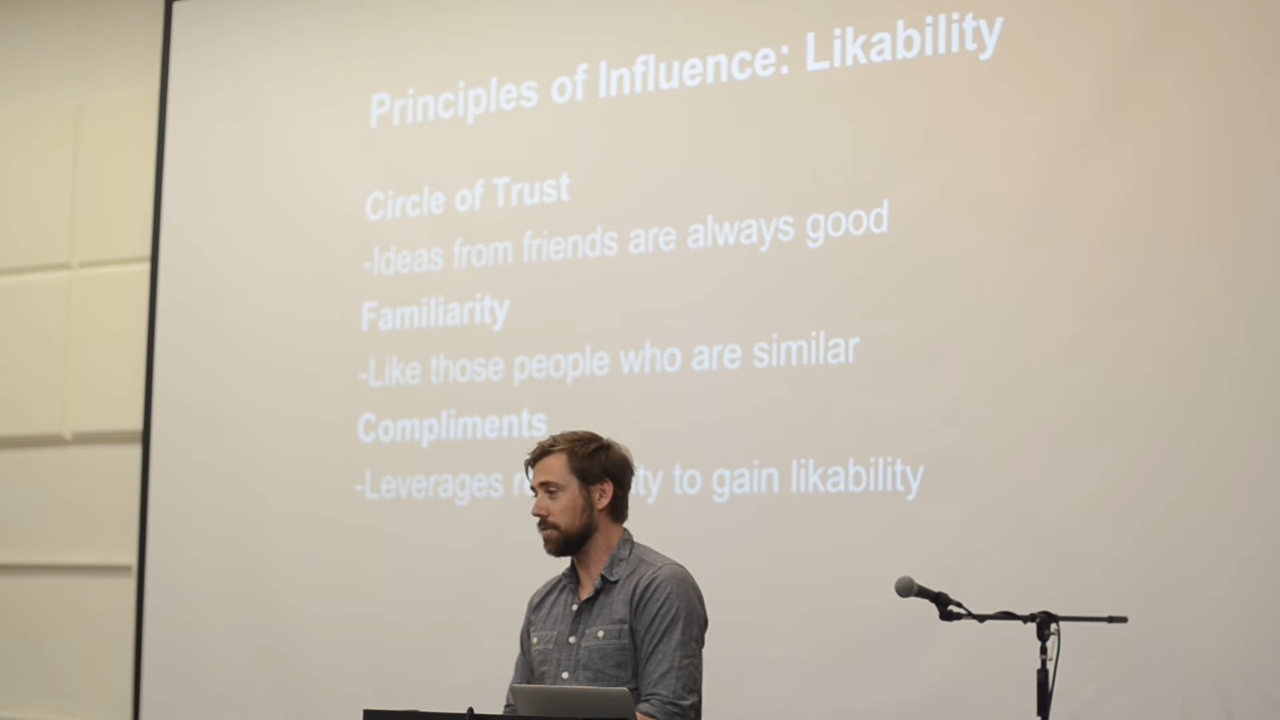 Principles of Influence: Likability
Circle of Trust
-Ideas from friends are always good
Familiarity
-Like those people who are similar
Compliments
-Leverages to gain likability